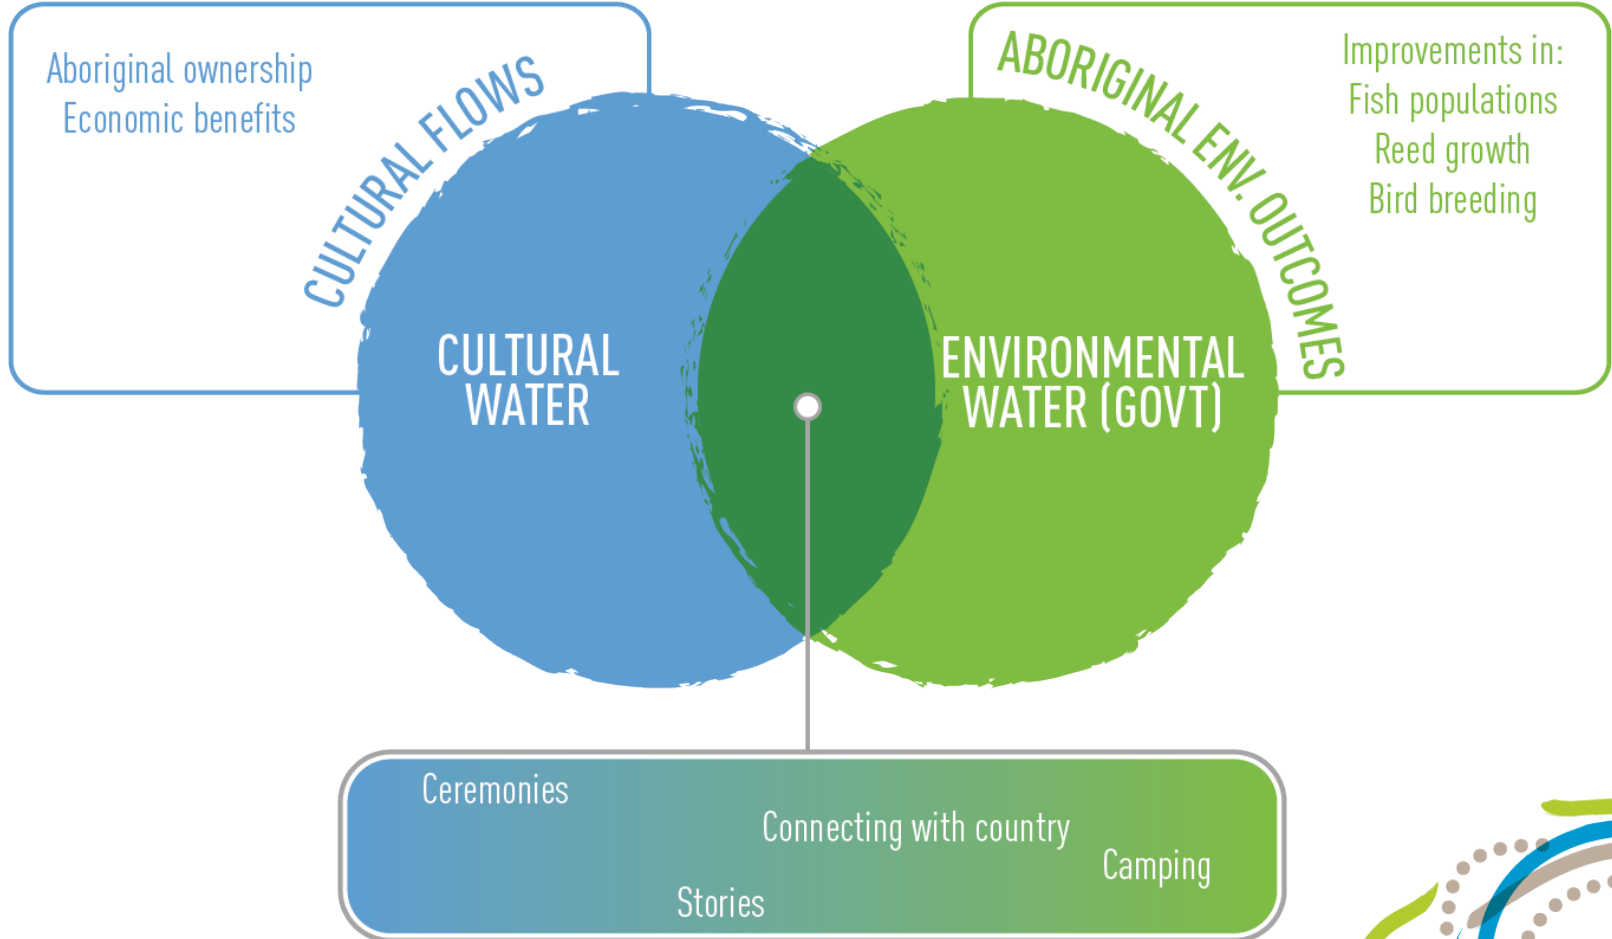 Aboriginal ownership
Economic benefits
CULTURAL FLOWS
ABORIGINAL ENV. OUTCOMES
Improvements in:
Fish populations
Reed growth
Bird breeding
CULTURAL
WATER
ENVIRONMENTAL
WATER (GOVT)
Ceremonies
Connecting with country
Camping
Stories